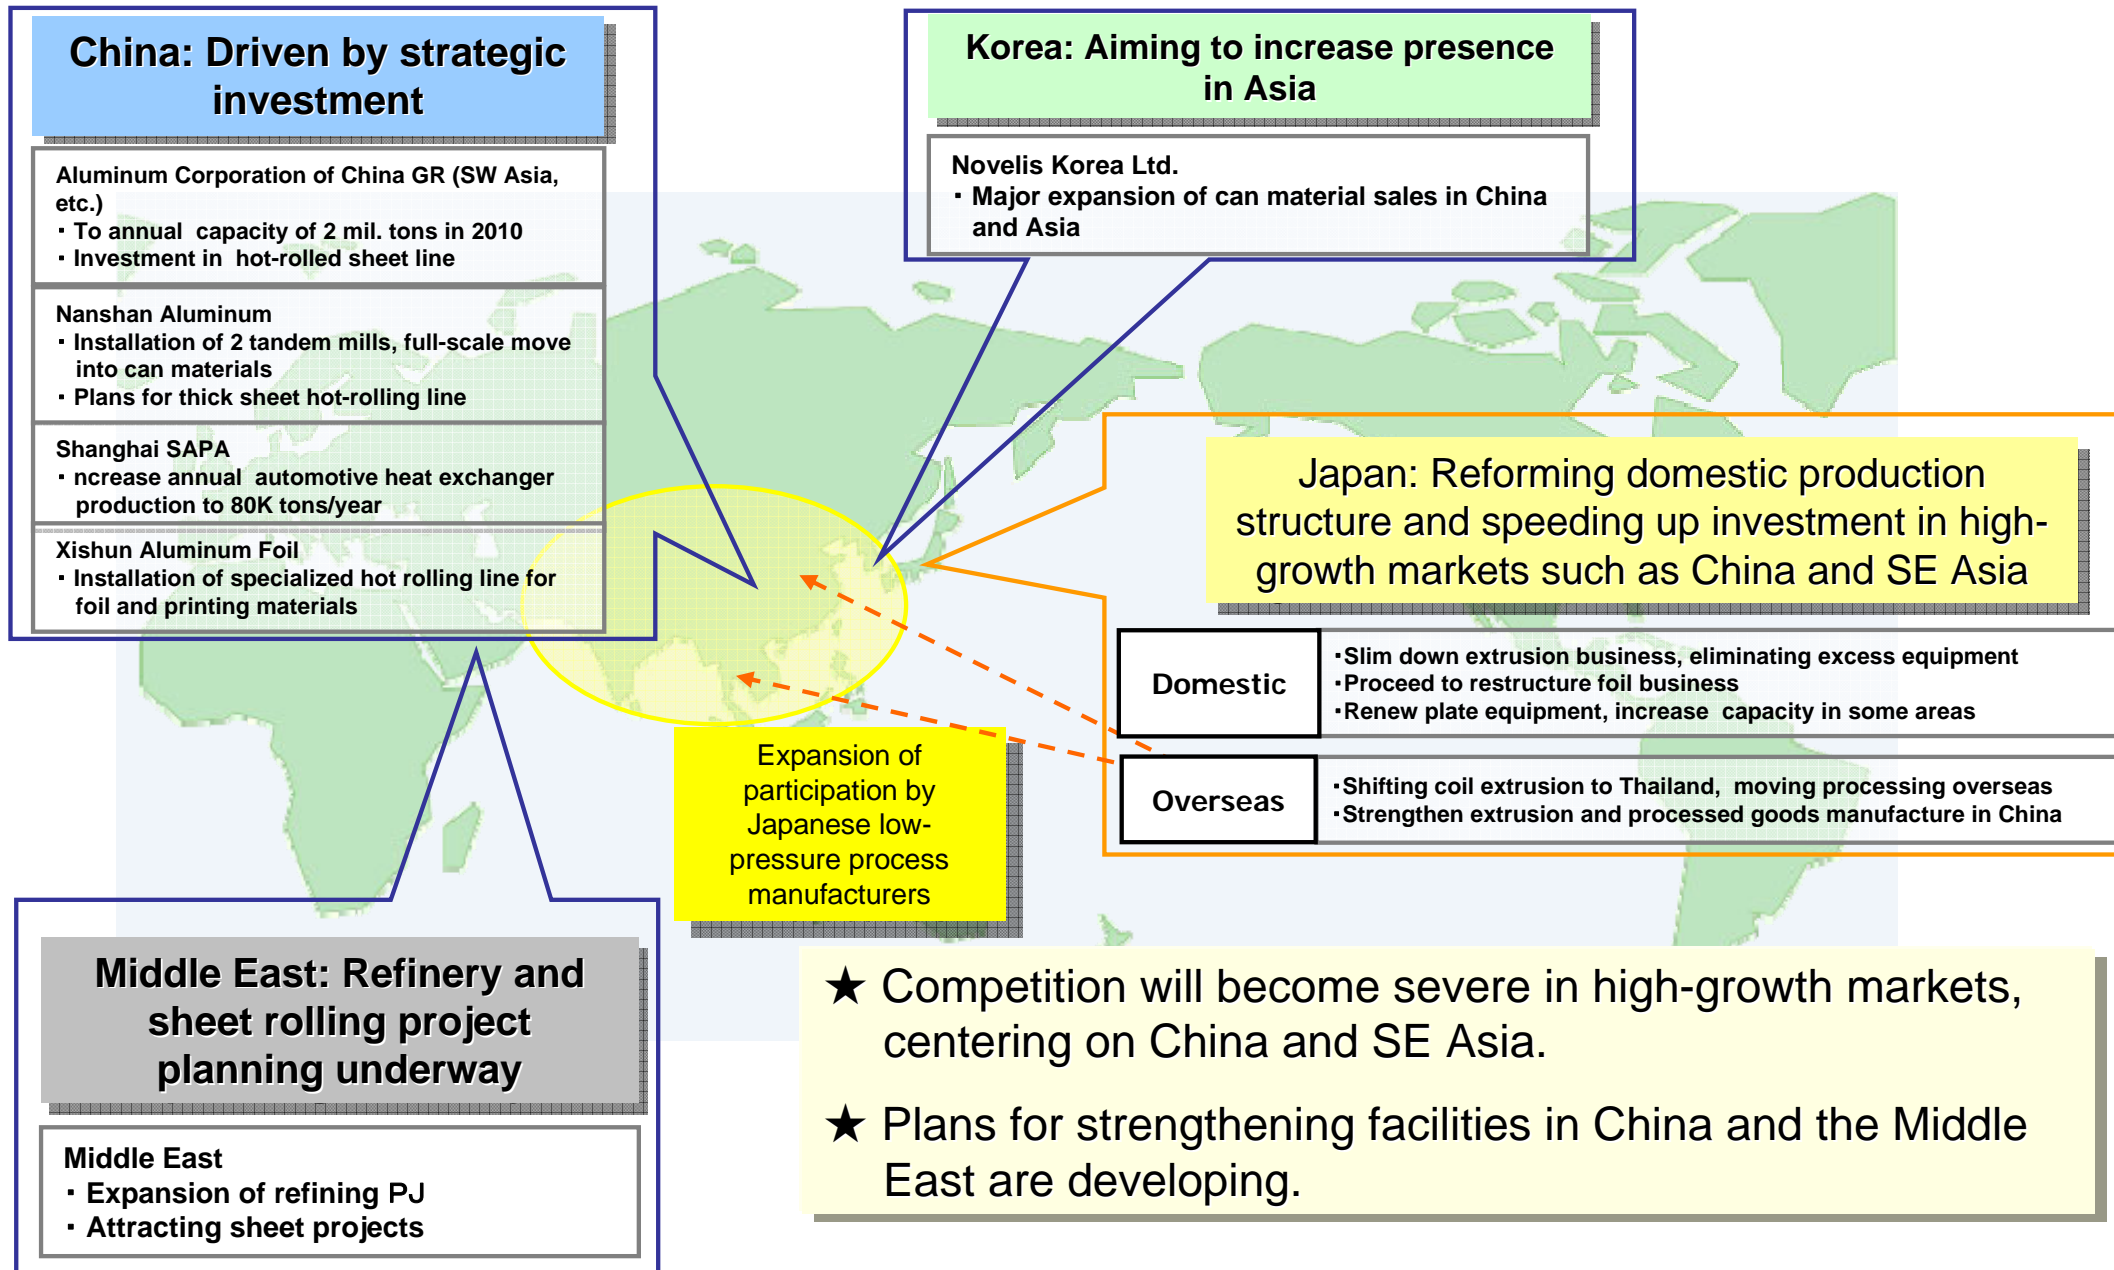 China: Driven by strategic
investment
Aluminum Corporation of China GR (SW Asia,
etc.)
・To annual capacity of 2 mil. tons in 2010
・Investment in hot-rolled sheet line
Nanshan Aluminum
・Installation of 2 tandem mills, full-scale move
into can materials
・Plans for thick sheet hot-rolling line
Shanghai SAPA
・ncrease annual automotive heat exchanger
production to 80K tons/year
Xishun Aluminum Foil
・Installation of specialized hot rolling line for
foil and printing materials
Korea: Aiming to increase presence
in Asia
Novelis Korea Ltd.
・Major expansion of can material sales in China
and Asia
Japan: Reforming domestic production
structure and speeding up investment in high-
growth markets such as China and SE Asia
Domestic
・Slim down extrusion business, eliminating excess equipment
・Proceed to restructure foil business
・Renew plate equipment, increase capacity in some areas
Overseas
・Shifting coil extrusion to Thailand, moving processing overseas
・Strengthen extrusion and processed goods manufacture in China
Expansion of
participation by
Japanese low-
pressure process
manufacturers
Middle East: Refinery and
sheet rolling project
planning underway
Middle East
・Expansion of refining PJ
・Attracting sheet projects
★ Competition will become severe in high-growth markets,
centering on China and SE Asia.
★ Plans for strengthening facilities in China and the Middle
East are developing.